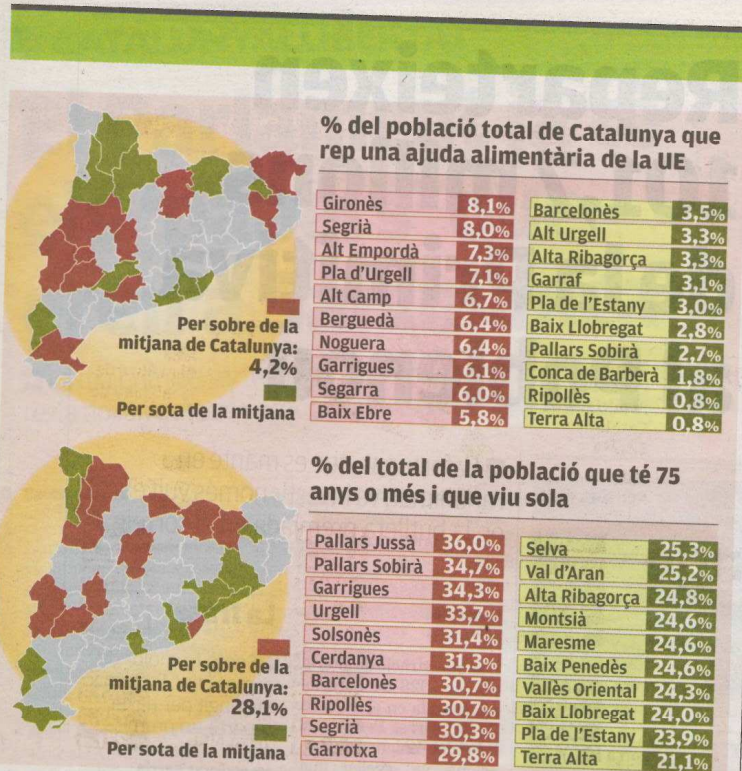 % del població total de Catalunya que
rep una ajuda alimentària de la UE
Gironès 8,1%
Segrià 8,0%
Alt Empordà 7,3%
Pla d'Urgell 7,1%
Alt Camp 6,7%
Berguedà 6,4%
Noguera 6,4%
Garrigues 6,1%
Segarra 6,0%
Baix Ebre 5,8%
Barcelonès 3,5%
Alt Urgell 3,3%
Alta Ribagorça 3,3%
Garraf 3,1%
Pla de l'Estany 3,0%
Baix Llobregat 2,8%
Pallars Sobirà 2,7%
Conca de Barberà 1,8%
Ripollès 0,8%
Terra Alta 0,8%
Per sobre de la
mitjana de Catalunya:
4,2%
Per sota de la mitjana
% del total de la població que té 75
anys o més i que viu sola
Pallars Jussà 36,0%
Pallars Sobirà 34,7%
Garrigues 34,3%
Urgell 33,7%
Solsonès 31,4%
Cerdanya 31,3%
Barcelonès 30,7%
Ripollès 30,7%
Segrià 30,3%
Garrotxa 29,8%
Selva 25,3%
Val d'Aran 25,2%
Alta Ribagorça 24,8%
Montsià 24,6%
Maresme 24,6%
Baix Penedès 24,6%
Vallès Oriental 24,3%
Baix Llobregat 24,0%
Pla de l'Estany 23,9%
Terra Alta 21,1%
Per sobre de la
mitjana de Catalunya:
28,1%
Per sota de la mitjana